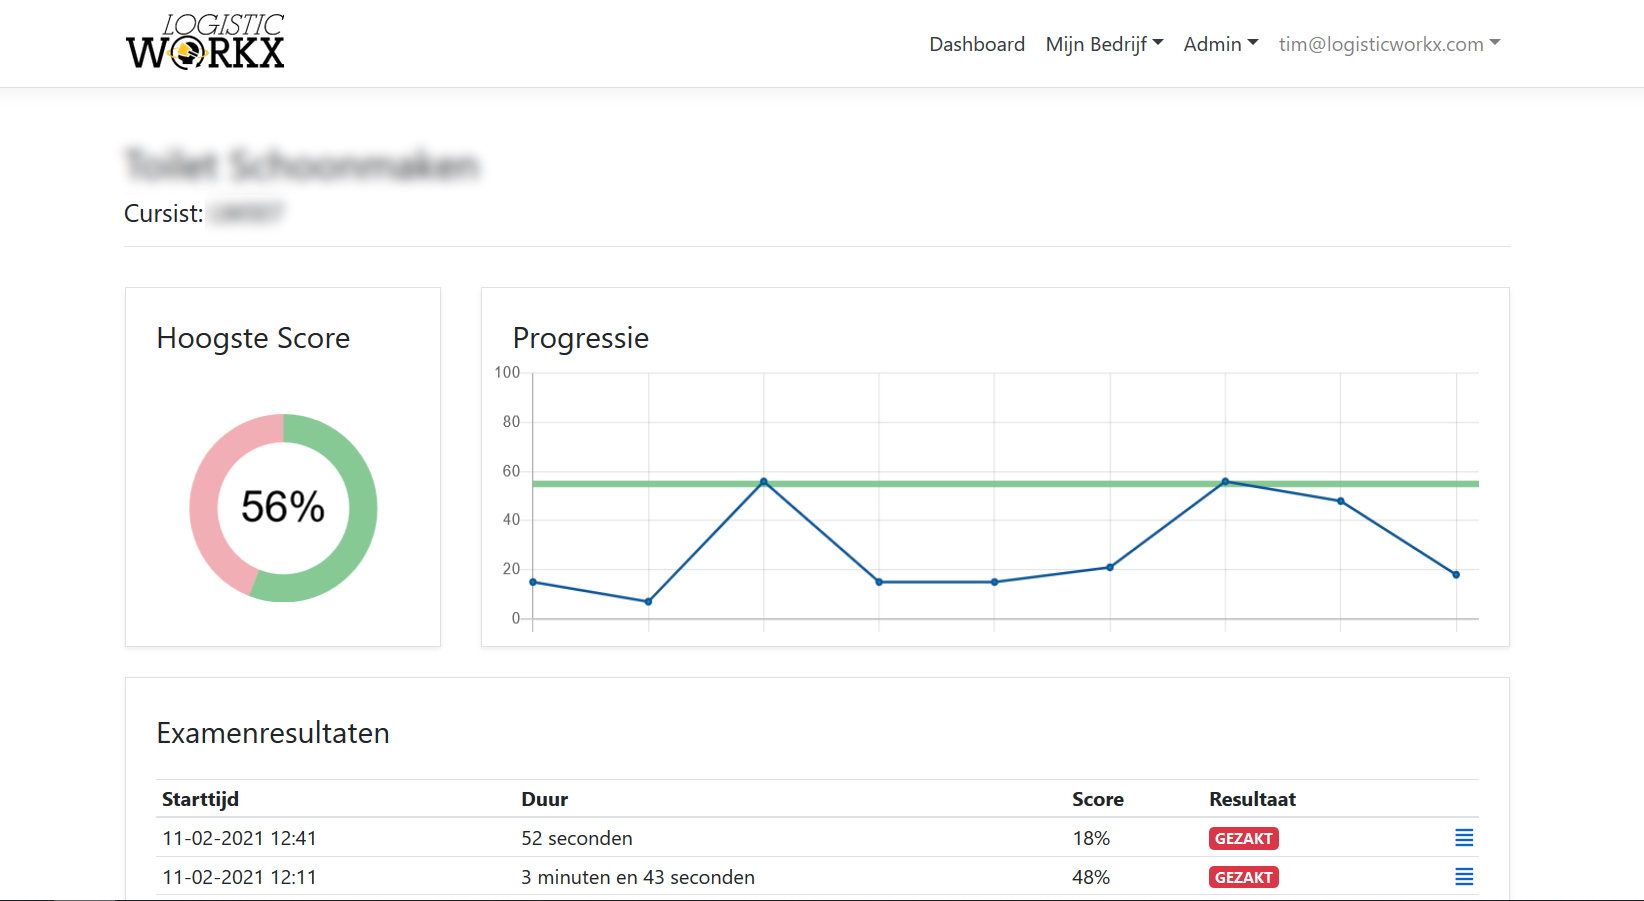 LOGISTIC
WORKX
Dashboard Mijn Bedrijf Admin tim@logisticworkx.com
Toilet Schoonmaken
Cursist:
Hoogste Score
56%
Progressie
100
80
60
40
20
0
Examenresultaten
Starttijd Duur Score Resultaat
11-02-2021 12:41 52 seconden 18% GEZAKT
11-02-2021 12:11 3 minuten en 43 seconden 48% GEZAKT